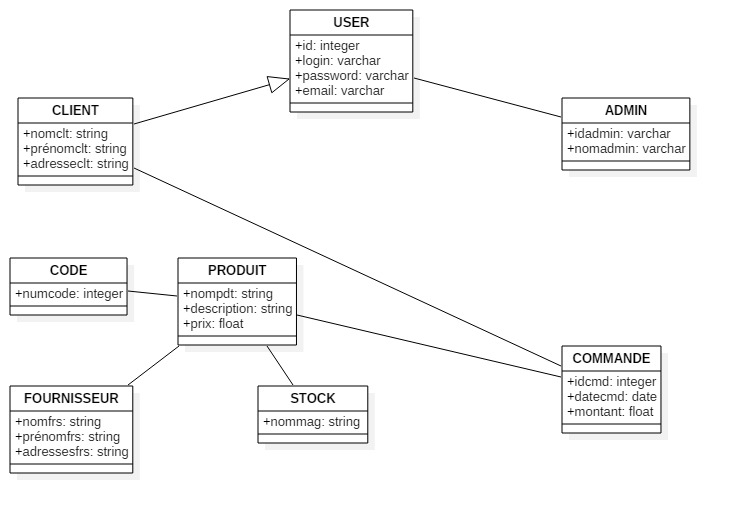 USER
+id: integer
+login: varchar
+password: varchar
+email: varchar
CLIENT
+nomclt: string
+prénomclt: string
+adresseclt: string
ADMIN
+idadmin: varchar
+nomadmin: varchar
CODE
+numcode: integer
PRODUIT
+nompdt: string
+description: string
+prix: float
COMMANDE
+idcmd: integer
+datecmd: date
+montant: float
FOURNISSEUR
+nomfrs: string
+prénomfrs: string
+adressesfrs: string
STOCK
+nommag: string